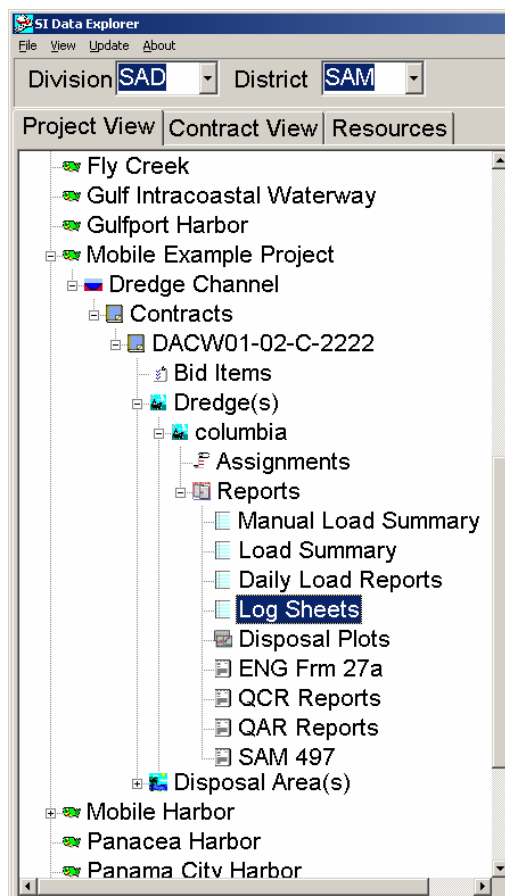 SI Data Explorer
File View Update About
Division SAD District SAM
Project View Contract View Resources
Fly Creek
Gulf Intracoastal Waterway
Gulfport Harbor
Mobile Example Project
Dredge Channel
Contracts
DACW01-02-C-2222
Bid Items
Dredge(s)
columbia
Assignments
Reports
Manual Load Summary
Load Summary
Daily Load Reports
Log Sheets
Disposal Plots
ENG Frm 27a
QCR Reports
QAR Reports
SAM 497
Disposal Area(s)
Mobile Harbor
Panacea Harbor
Panama City Harbor